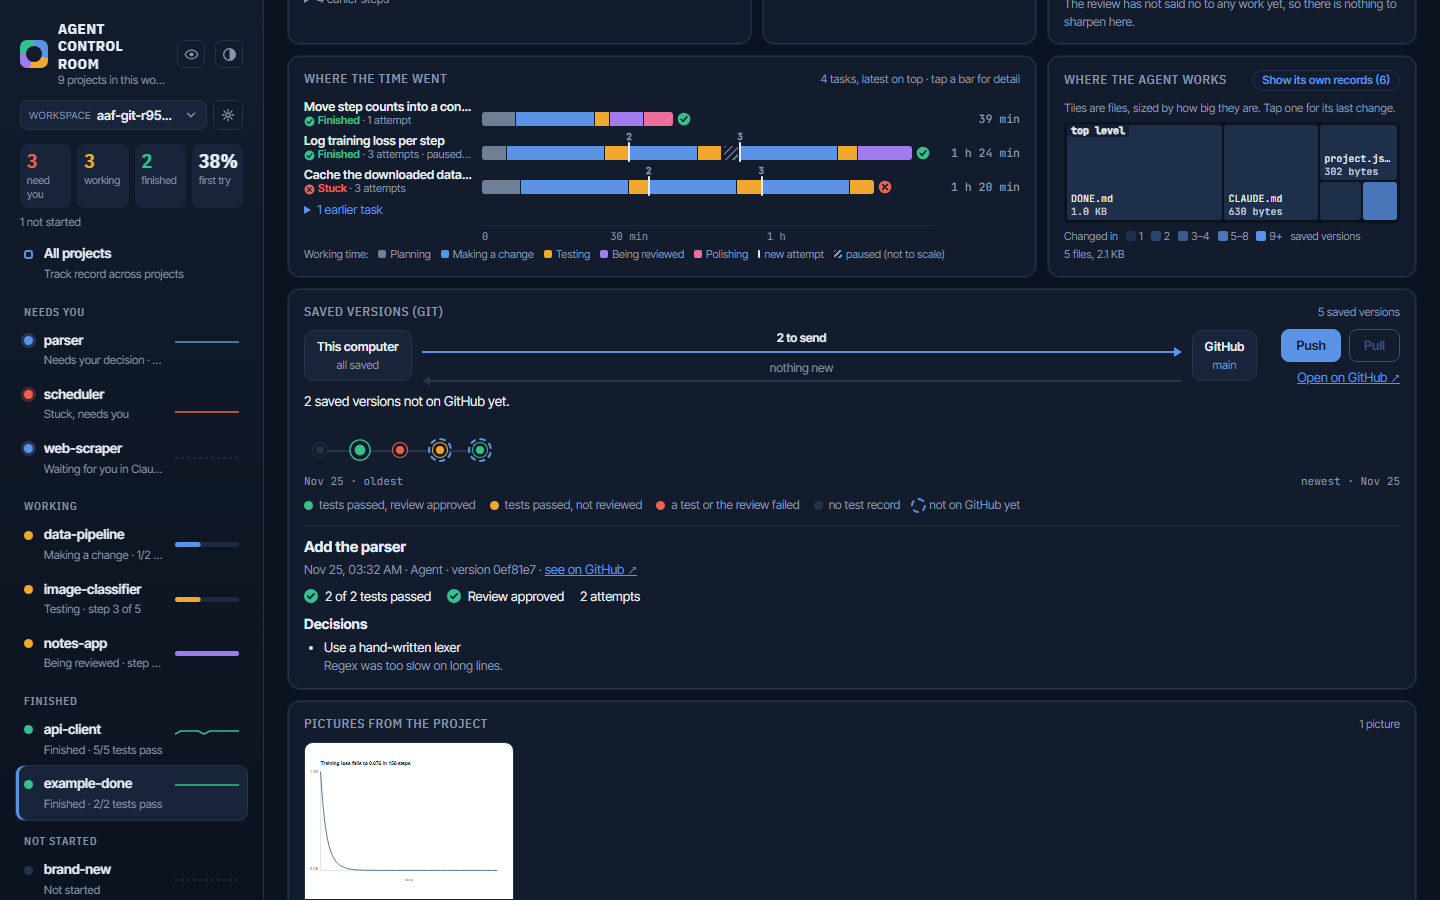 AGENT
CONTROL
ROOM
9 projects in this wo...
WORKSPACE aaf-git-r95...
3 need you
3 working
2 finished
38% first try
1 not started
All projects
Track record across projects
NEEDS YOU
parser
Needs your decision · ...
scheduler
Stuck, needs you
web-scraper
Waiting for you in Clau...
WORKING
data-pipeline
Making a change · 1/2 ...
image-classifier
Testing · step 3 of 5
notes-app
Being reviewed · step ...
FINISHED
api-client
Finished · 5/5 tests pass
example-done
Finished · 2/2 tests pass
NOT STARTED
brand-new
Not started
4 earlier steps
The review has not said no to any work yet, so there is nothing to
sharpen here.
WHERE THE TIME WENT
4 tasks, latest on top · tap a bar for detail
Move step counts into a con...
Finished · 1 attempt
39 min
Log training loss per step
Finished · 3 attempts · paused...
2
3
1 h 24 min
Cache the downloaded data...
Stuck · 3 attempts
2
3
1 h 20 min
1 earlier task
0
30 min
1 h
Working time: Planning Making a change Testing Being reviewed Polishing new attempt paused (not to scale)
WHERE THE AGENT WORKS
Show its own records (6)
Tiles are files, sized by how big they are. Tap one for its last change.
top level
DONE.md
1.0 KB
CLAUDE.md
630 bytes
project.js...
302 bytes
Changed in 1 2 3–4 5–8 9+ saved versions
5 files, 2.1 KB
SAVED VERSIONS (GIT)
5 saved versions
This computer
all saved
2 to send
nothing new
GitHub
main
Push
Pull
Open on GitHub ↗
2 saved versions not on GitHub yet.
Nov 25 · oldest
newest · Nov 25
tests passed, review approved tests passed, not reviewed a test or the review failed no test record not on GitHub yet
Add the parser
Nov 25, 03:32 AM · Agent · version 0ef81e7 · see on GitHub ↗
2 of 2 tests passed Review approved 2 attempts
Decisions
• Use a hand-written lexer
Regex was too slow on long lines.
PICTURES FROM THE PROJECT
1 picture
Training loss falls to 0.076 in 150 steps